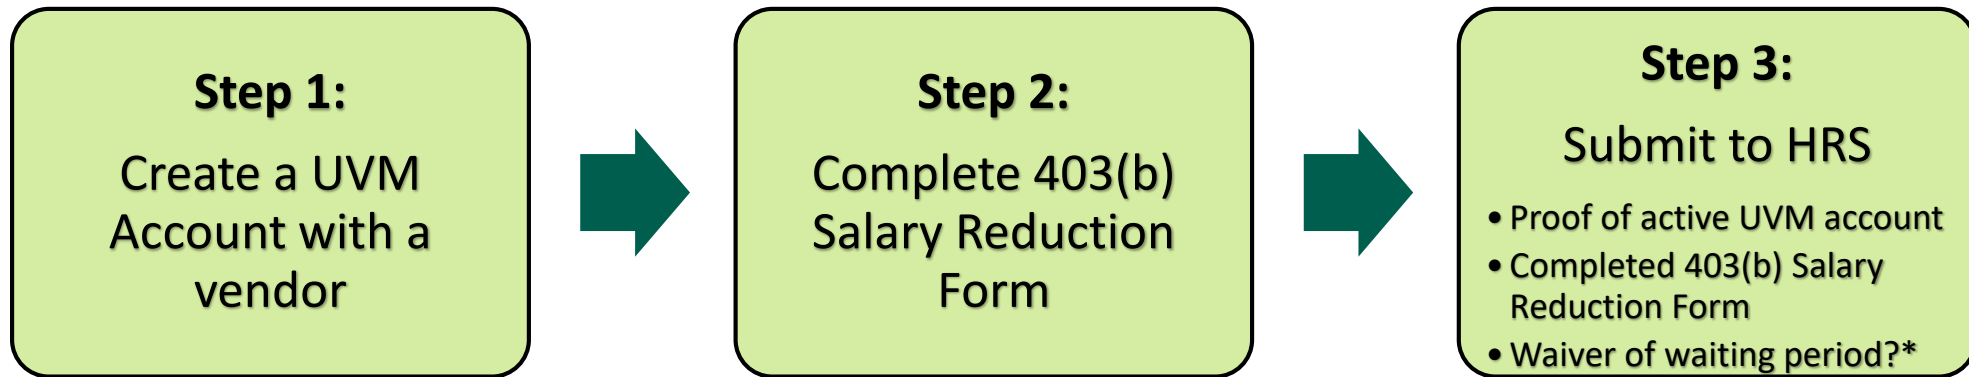 Step 1:
Create a UVM
Account with a
vendor
Step 2:
Complete 403(b)
Salary Reduction
Form
Step 3:
Submit to HRS
• Proof of active UVM account
• Completed 403(b) Salary
Reduction Form
• Waiver of waiting period?*